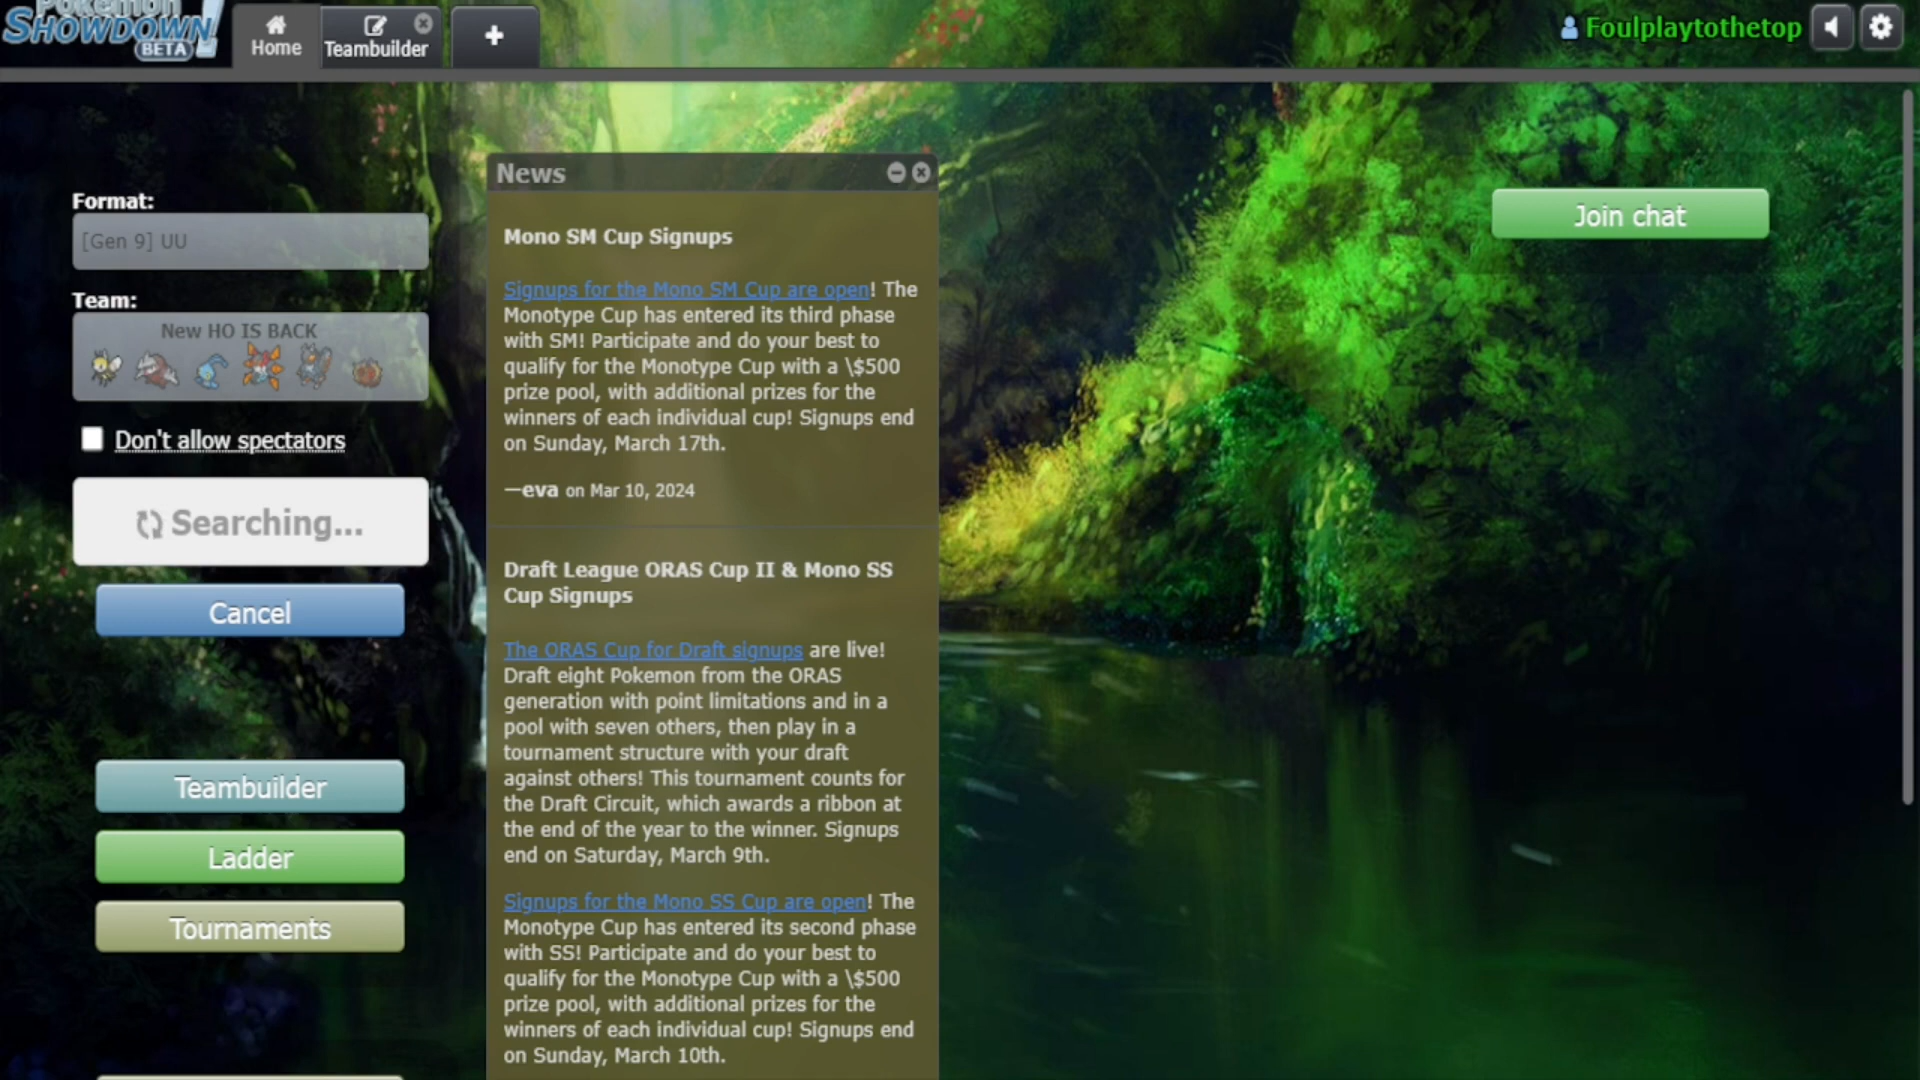 Pokémon
SHOWDOWN!
BETA
Home
Teambuilder
Foulplaytothetop
Format:
[Gen 9] UU
Team:
New HO IS BACK
Don't allow spectators
Searching...
Cancel
Teambuilder
Ladder
Tournaments
News
Mono SM Cup Signups
Signups for the Mono SM Cup are open! The
Monotype Cup has entered its third phase
with SM! Participate and do your best to
qualify for the Monotype Cup with a \$500
prize pool, with additional prizes for the
winners of each individual cup! Signups end
on Sunday, March 17th.
—eva on Mar 10, 2024
Draft League ORAS Cup II & Mono SS
Cup Signups
The ORAS Cup for Draft signups are live!
Draft eight Pokemon from the ORAS
generation with point limitations and in a
pool with seven others, then play in a
tournament structure with your draft
against others! This tournament counts for
the Draft Circuit, which awards a ribbon at
the end of the year to the winner. Signups
end on Saturday, March 9th.
Signups for the Mono SS Cup are open! The
Monotype Cup has entered its second phase
with SS! Participate and do your best to
qualify for the Monotype Cup with a \$500
prize pool, with additional prizes for the
winners of each individual cup! Signups end
on Sunday, March 10th.
Join chat